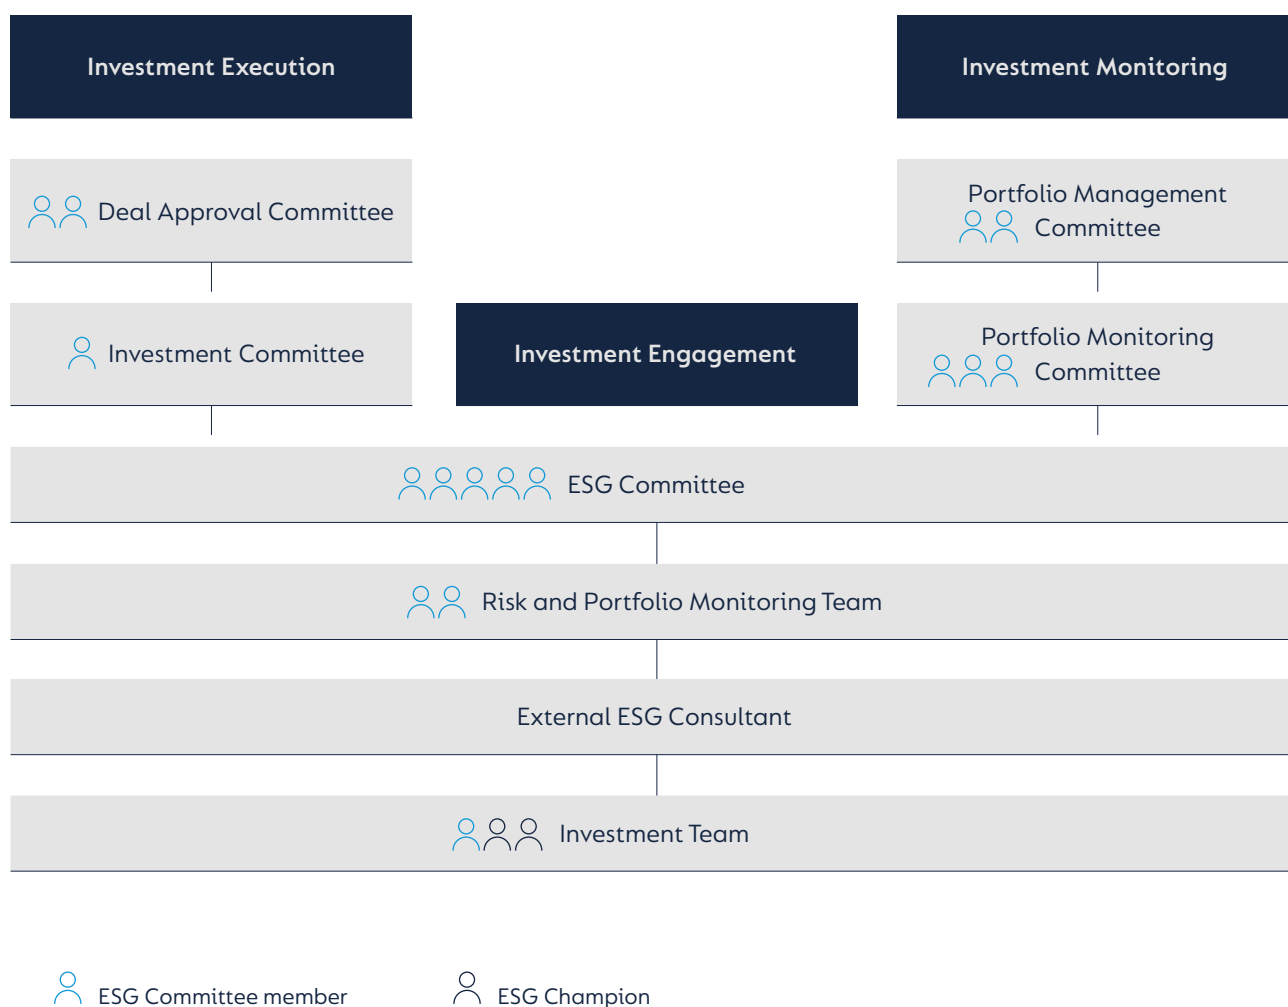 Investment Execution
Investment Monitoring
Deal Approval Committee
Portfolio Management
Committee
Investment Committee
Investment Engagement
Portfolio Monitoring
Committee
ESG Committee
Risk and Portfolio Monitoring Team
External ESG Consultant
Investment Team
ESG Committee member
ESG Champion